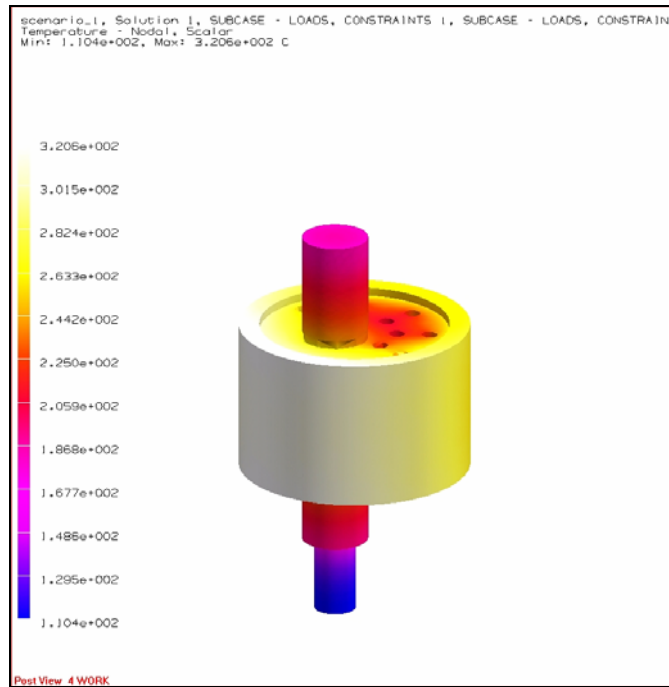 scenario_1, Solution 1, SUBCASE - LOADS, CONSTRAINTS 1, SUBCASE - LOADS, CONSTRAIN
Temperature - Nodal, Scalar
Min: 1.104e+002, Max: 3.206e+002 C
3.206e+002
3.015e+002
2.824e+002
2.633e+002
2.442e+002
2.250e+002
2.059e+002
1.868e+002
1.677e+002
1.486e+002
1.295e+002
1.104e+002
Post View 4 WORK